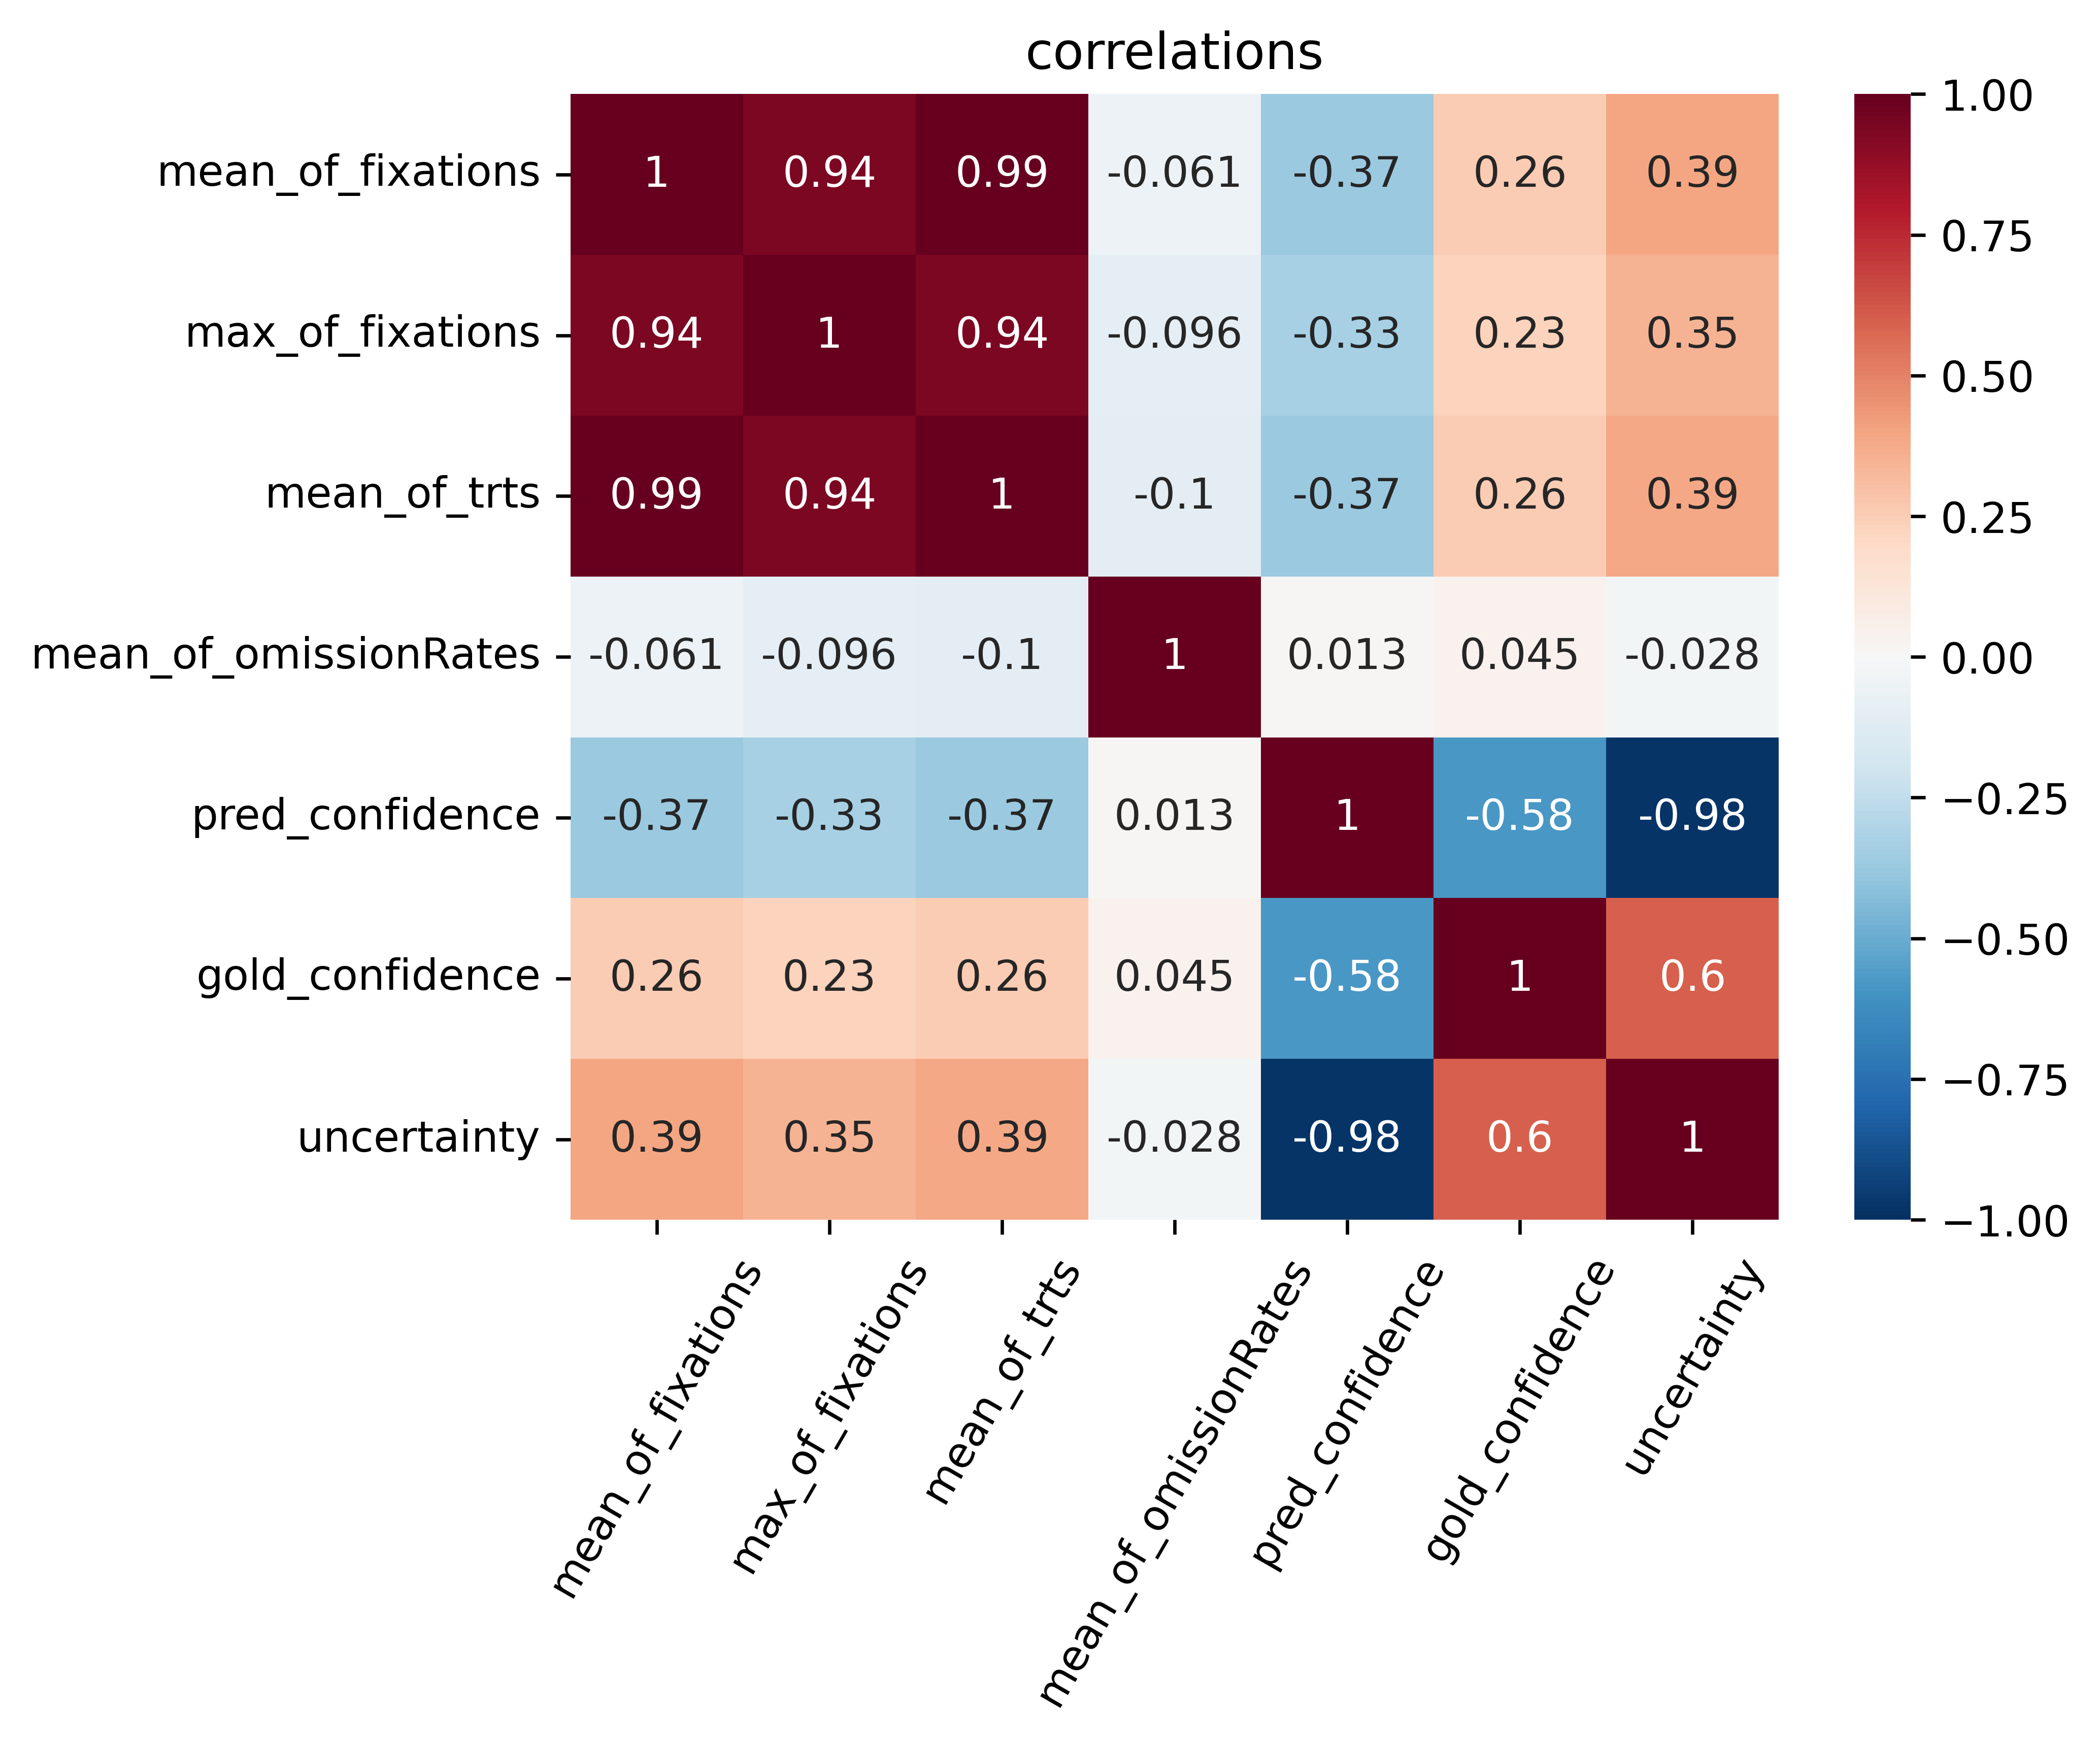 correlations
mean_of_fixations 1 0.94 0.99 -0.061 -0.37 0.26 0.39
max_of_fixations 0.94 1 0.94 -0.096 -0.33 0.23 0.35
mean_of_trts 0.99 0.94 1 -0.1 -0.37 0.26 0.39
mean_of_omissionRates -0.061 -0.096 -0.1 1 0.013 0.045 -0.028
pred_confidence -0.37 -0.33 -0.37 0.013 1 -0.58 -0.98
gold_confidence 0.26 0.23 0.26 0.045 -0.58 1 0.6
uncertainty 0.39 0.35 0.39 -0.028 -0.98 0.6 1
mean_of_fixations
max_of_fixations
mean_of_trts
mean_of_omissionRates
pred_confidence
gold_confidence
uncertainty
1.00
0.75
0.50
0.25
0.00
−0.25
−0.50
−0.75
−1.00